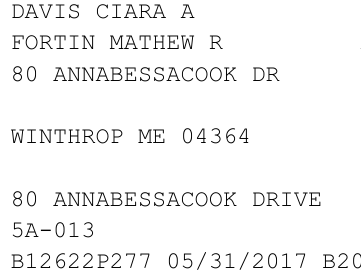 DAVIS CIARA A
FORTIN MATHEW R
80 ANNABESSACOOK DR
WINTHROP ME 04364
80 ANNABESSACOOK DRIVE
5A-013
B12622P277 05/31/2017 B20